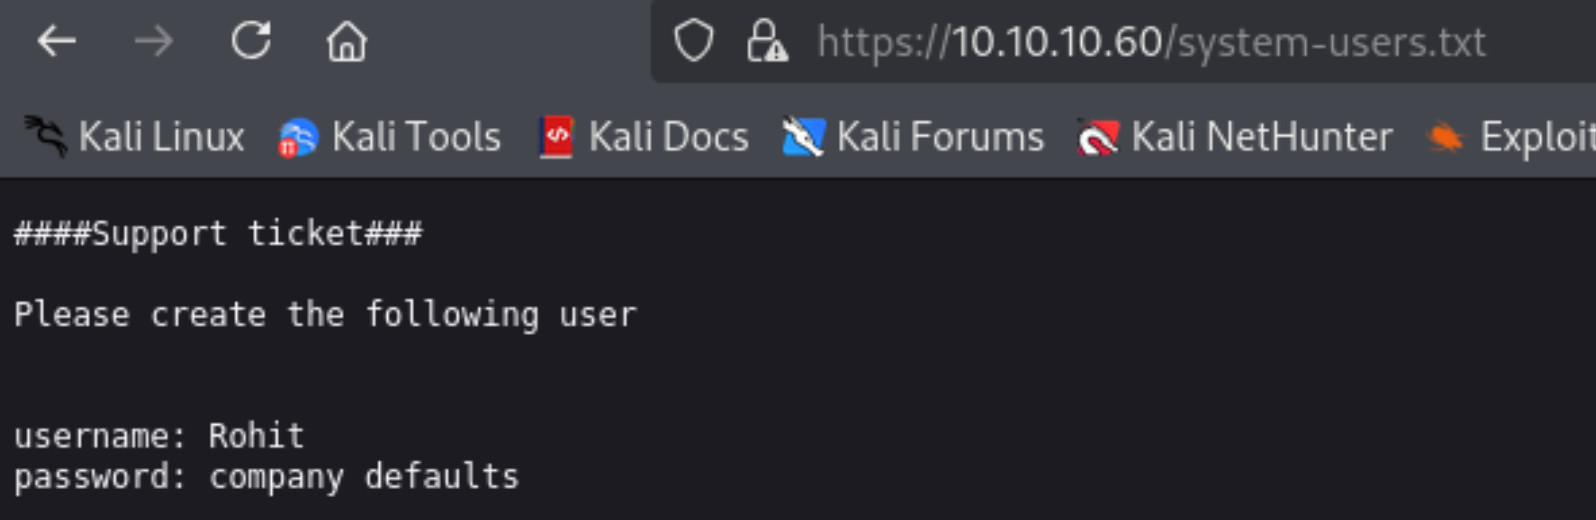 https://10.10.10.60/system-users.txt
Kali Linux Kali Tools Kali Docs Kali Forums Kali NetHunter Exploit
####Support ticket###
Please create the following user
username: Rohit
password: company defaults